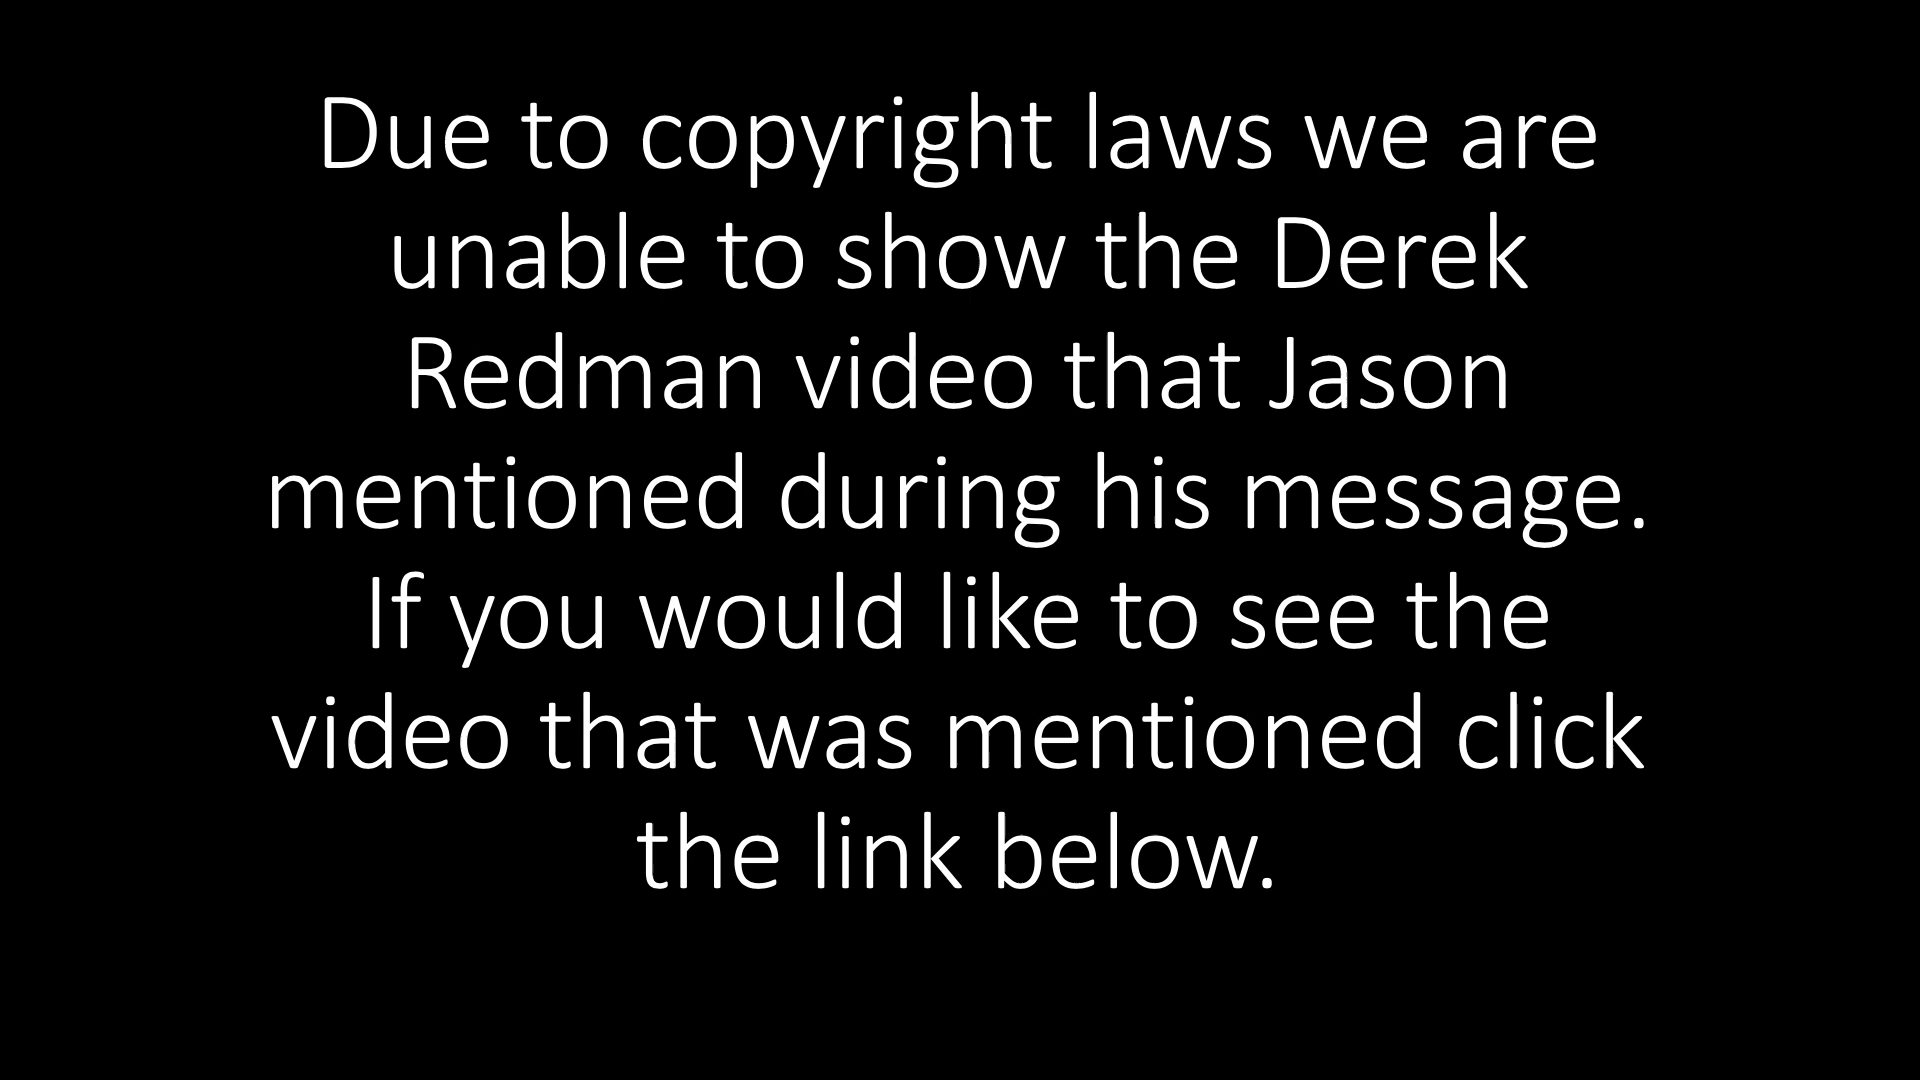 Due to copyright laws we are
unable to show the Derek
Redman video that Jason
mentioned during his message.
If you would like to see the
video that was mentioned click
the link below.